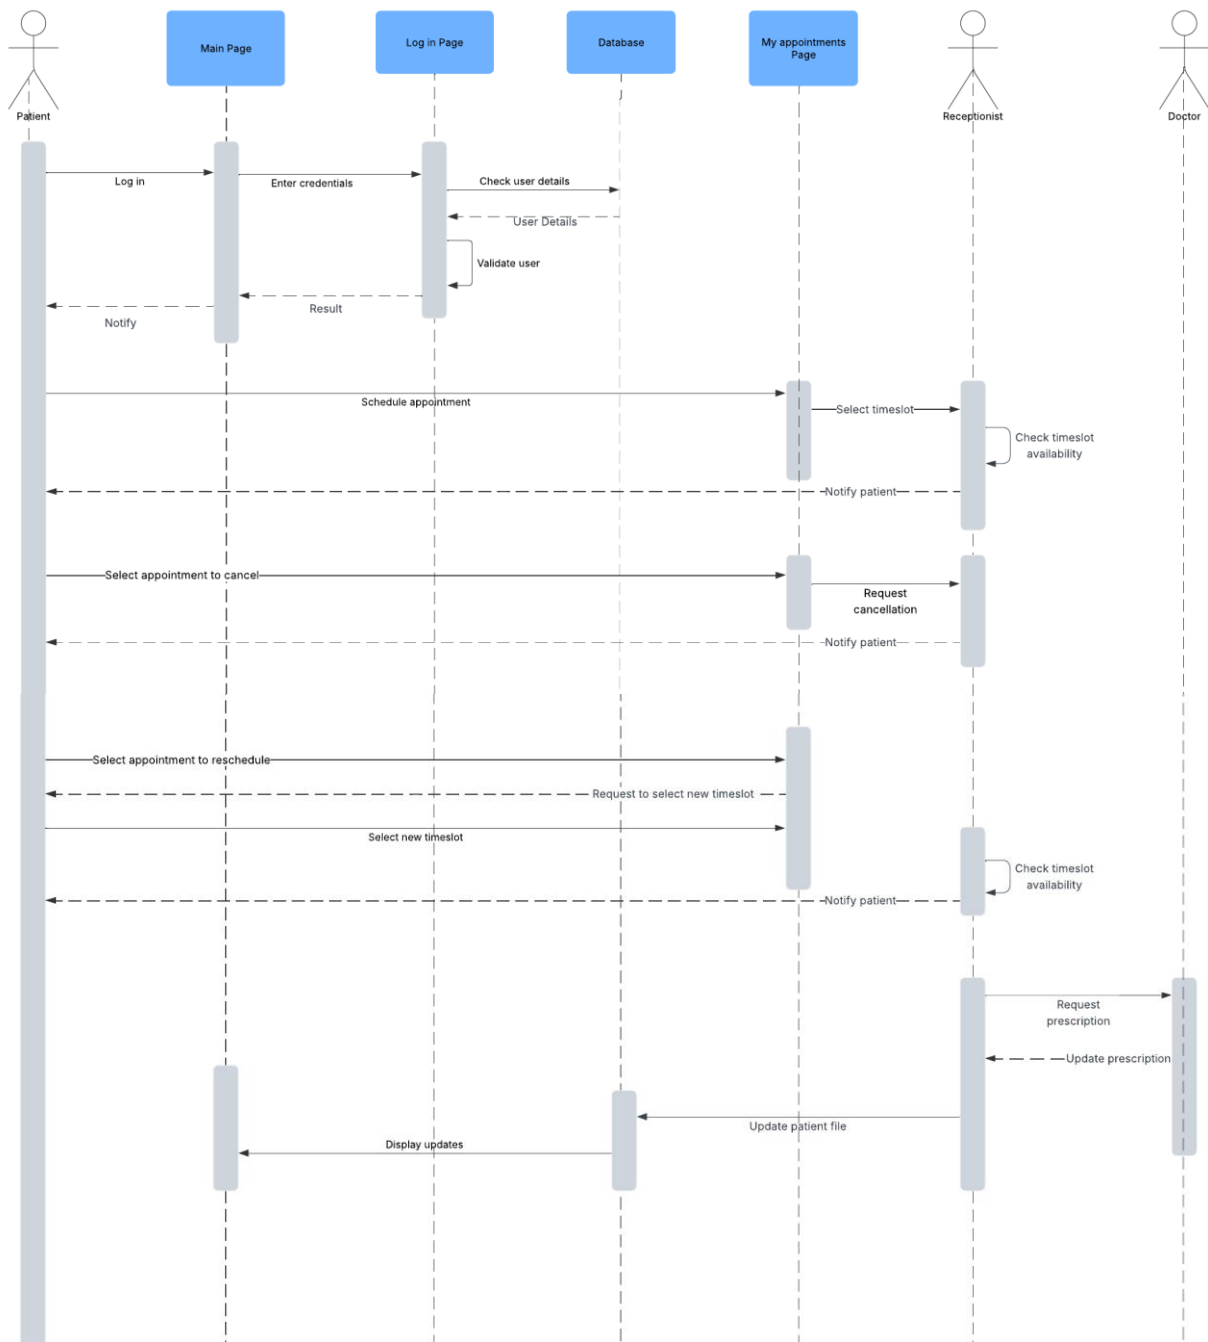 Main Page
Log in Page
Database
My appointments
Page
Patient
Receptionist
Doctor
Log in
Enter credentials
Check user details
User Details
Validate user
Result
Notify
Schedule appointment
Select timeslot
Check timeslot
availability
Notify patient
Select appointment to cancel
Request
cancellation
Notify patient
Select appointment to reschedule
Request to select new timeslot
Select new timeslot
Check timeslot
availability
Notify patient
Request
prescription
Update prescription
Update patient file
Display updates